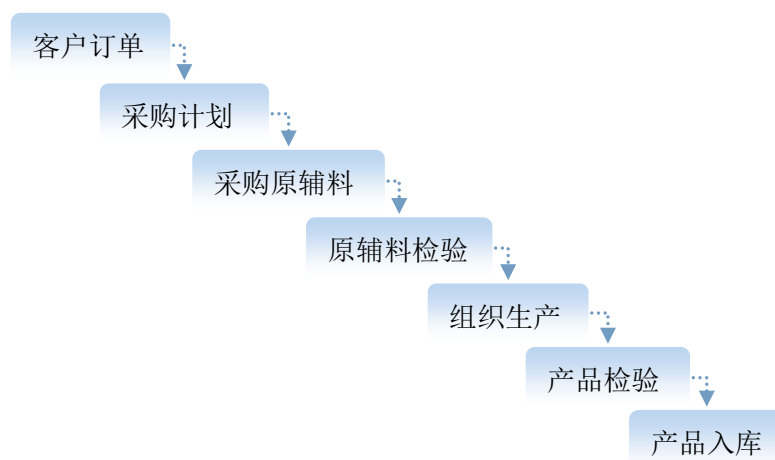 客户订单
采购计划
采购原辅料
原辅料检验
组织生产
产品检验
产品入库